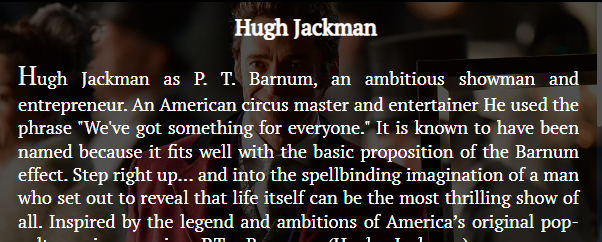 Hugh Jackman
Hugh Jackman as P. T. Barnum, an ambitious showman and
entrepreneur. An American circus master and entertainer He used the
phrase "We've got something for everyone." It is known to have been
named because it fits well with the basic proposition of the Barnum
effect. Step right up... and into the spellbinding imagination of a man
who set out to reveal that life itself can be the most thrilling show of
all. Inspired by the legend and ambitions of America’s original pop-